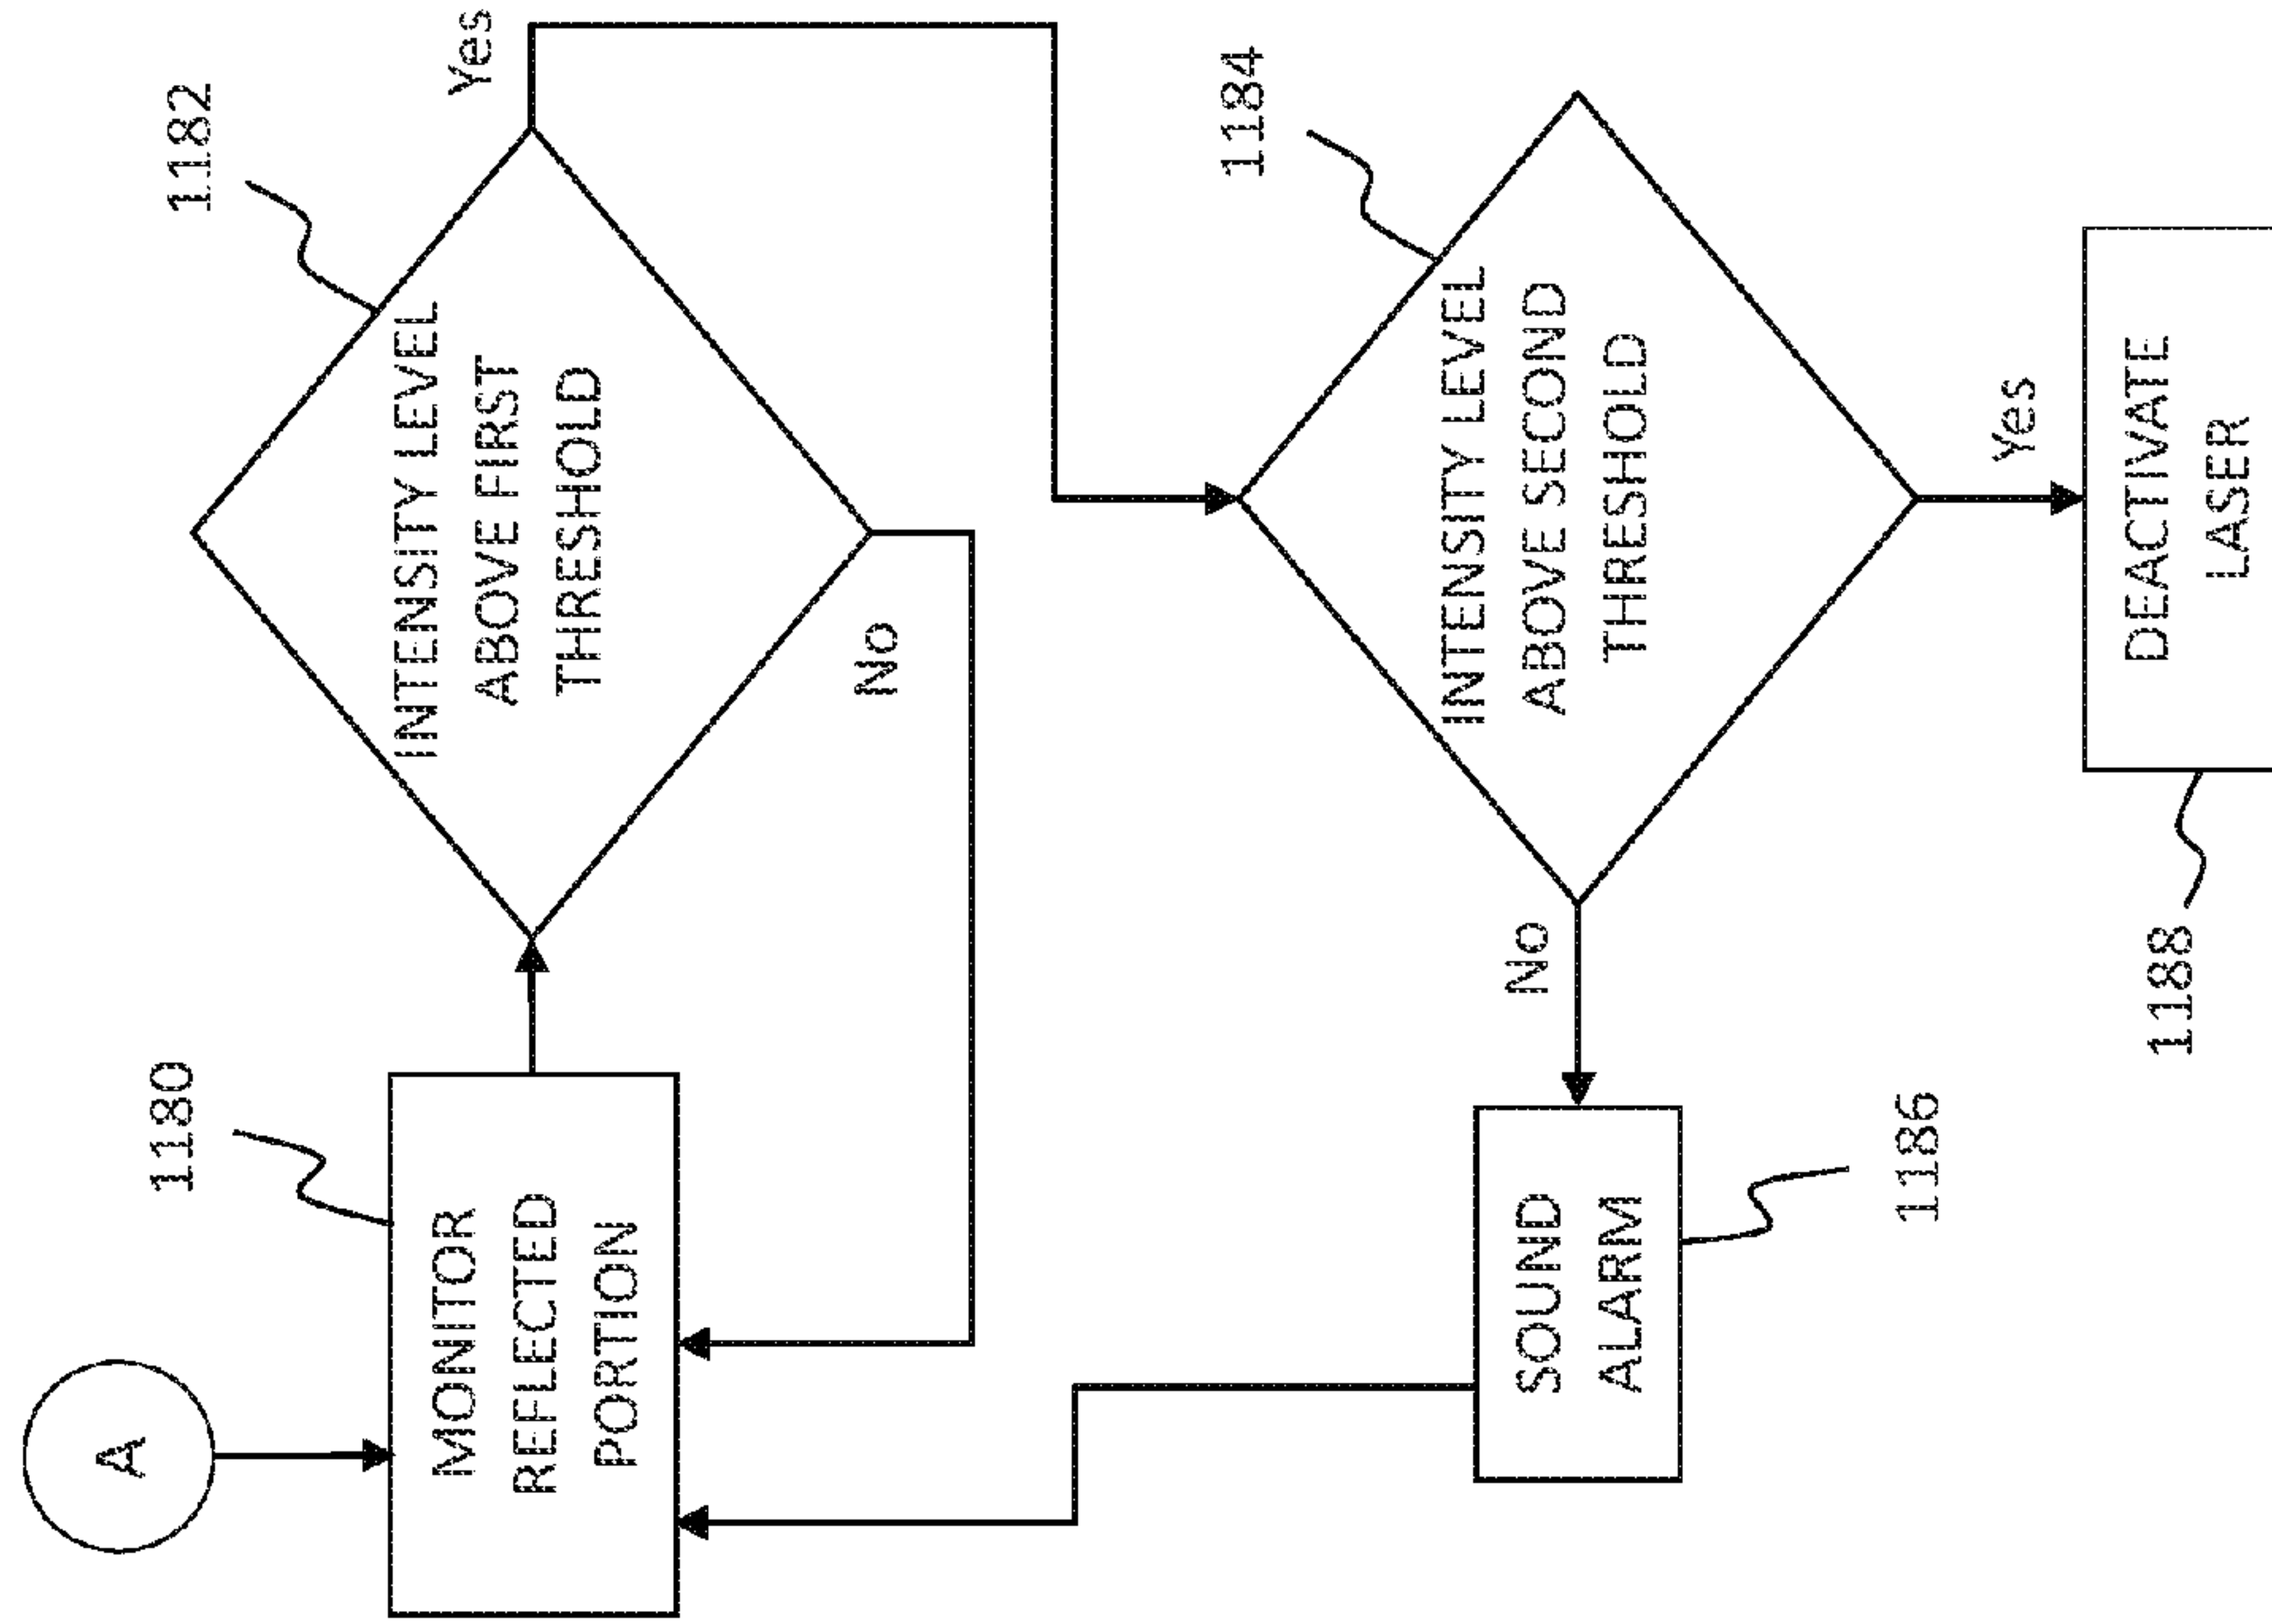 A
1180
MONITOR
REFLECTED
PORTION
1182
INTENSITY LEVEL
ABOVE FIRST
THRESHOLD
Yes
No
1184
INTENSITY LEVEL
ABOVE SECOND
THRESHOLD
No
Yes
SOUND
ALARM
1186
1188
DEACTIVATE
LASER